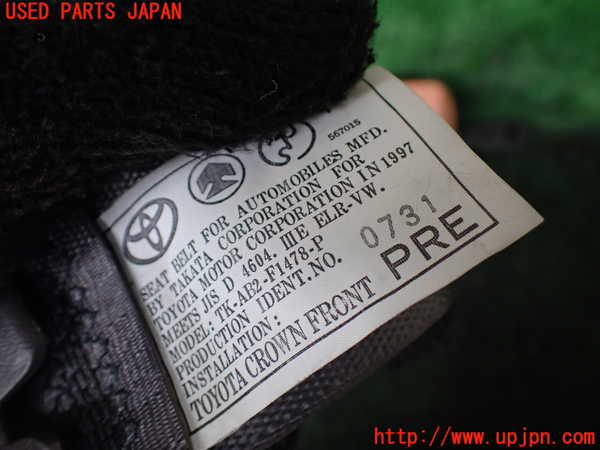 USED PARTS JAPAN
567015
SEAT BELT FOR AUTOMOBILES MFD.
BY TAKATA CORPORATION FOR
TOYOTA MOTOR CORPORATION IN 1997
MEETS JIS D 4604. IIIE ELR-VW.
MODEL: TK-AB2-F1478-P
PRODUCTION IDENT.NO. 0731
INSTALLATION: PRE
TOYOTA CROWN FRONT
http://www.upjpn.com/